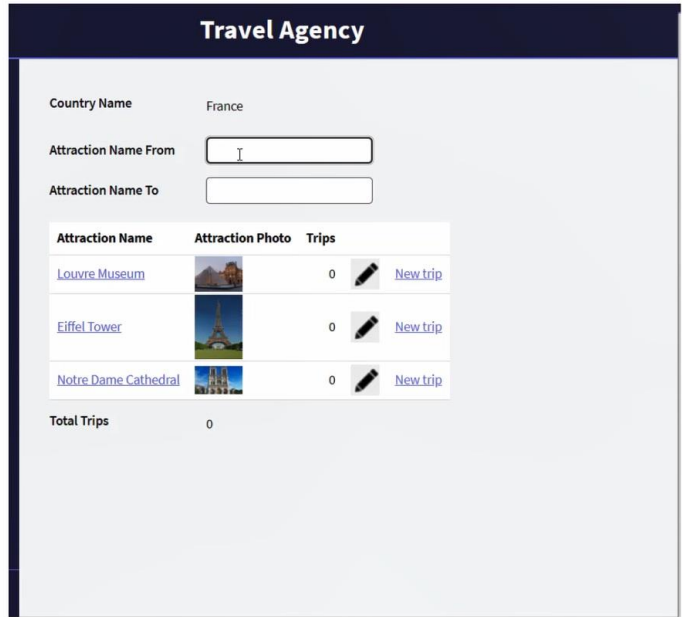 Travel Agency
Country Name France
Attraction Name From
Attraction Name To
Attraction Name Attraction Photo Trips
Louvre Museum 0 New trip
Eiffel Tower 0 New trip
Notre Dame Cathedral 0 New trip
Total Trips 0